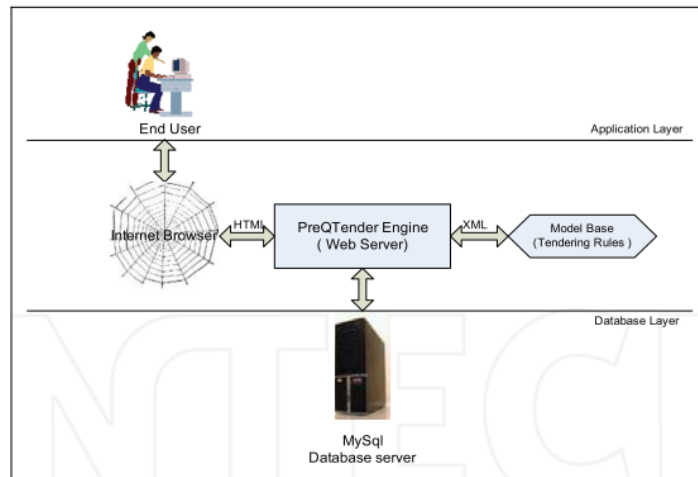 End User
Application Layer
Internet Browser
HTML
PreQTender Engine
( Web Server)
XML
Model Base
(Tendering Rules )
Database Layer
MySql
Database server
NTECH